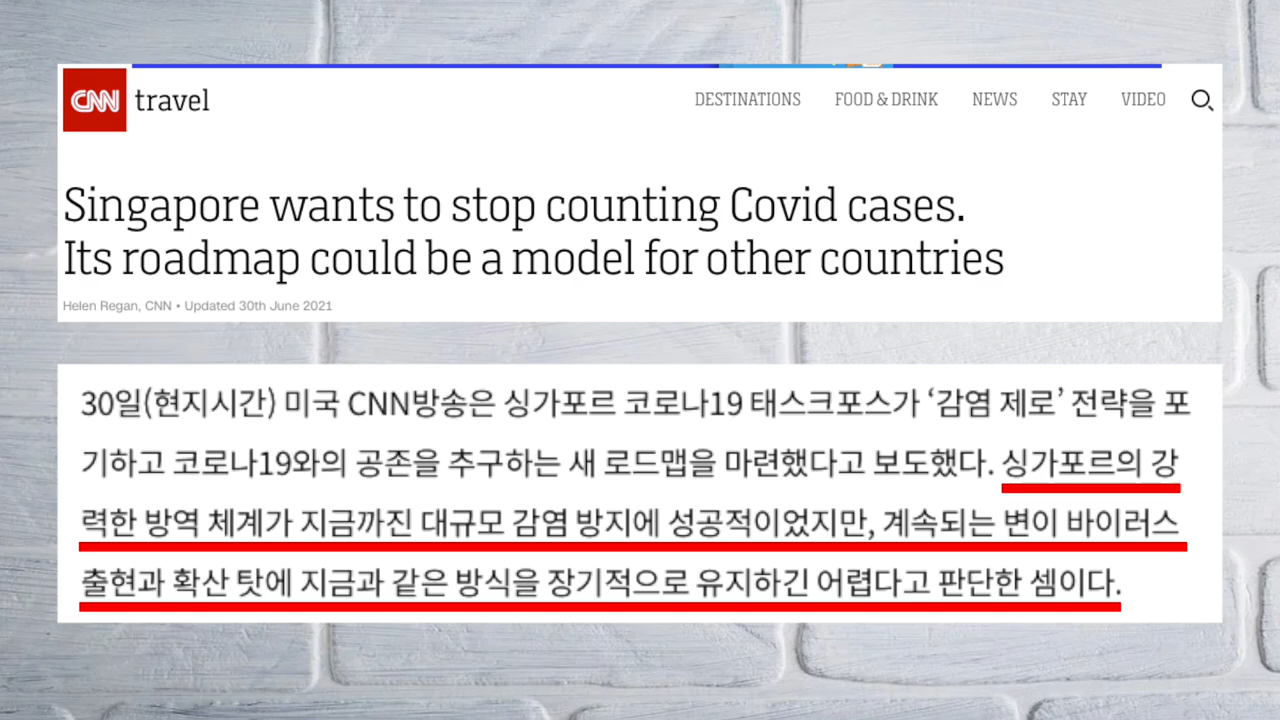 CNN travel
DESTINATIONS FOOD & DRINK NEWS STAY VIDEO
Singapore wants to stop counting Covid cases.
Its roadmap could be a model for other countries
Helen Regan, CNN • Updated 30th June 2021
30일(현지시간) 미국 CNN방송은 싱가포르 코로나19 태스크포스가 ‘감염 제로’ 전략을 포
기하고 코로나19와의 공존을 추구하는 새 로드맵을 마련했다고 보도했다. 싱가포르의 강
력한 방역 체계가 지금까진 대규모 감염 방지에 성공적이었지만, 계속되는 변이 바이러스
출현과 확산 탓에 지금과 같은 방식을 장기적으로 유지하긴 어렵다고 판단한 셈이다.